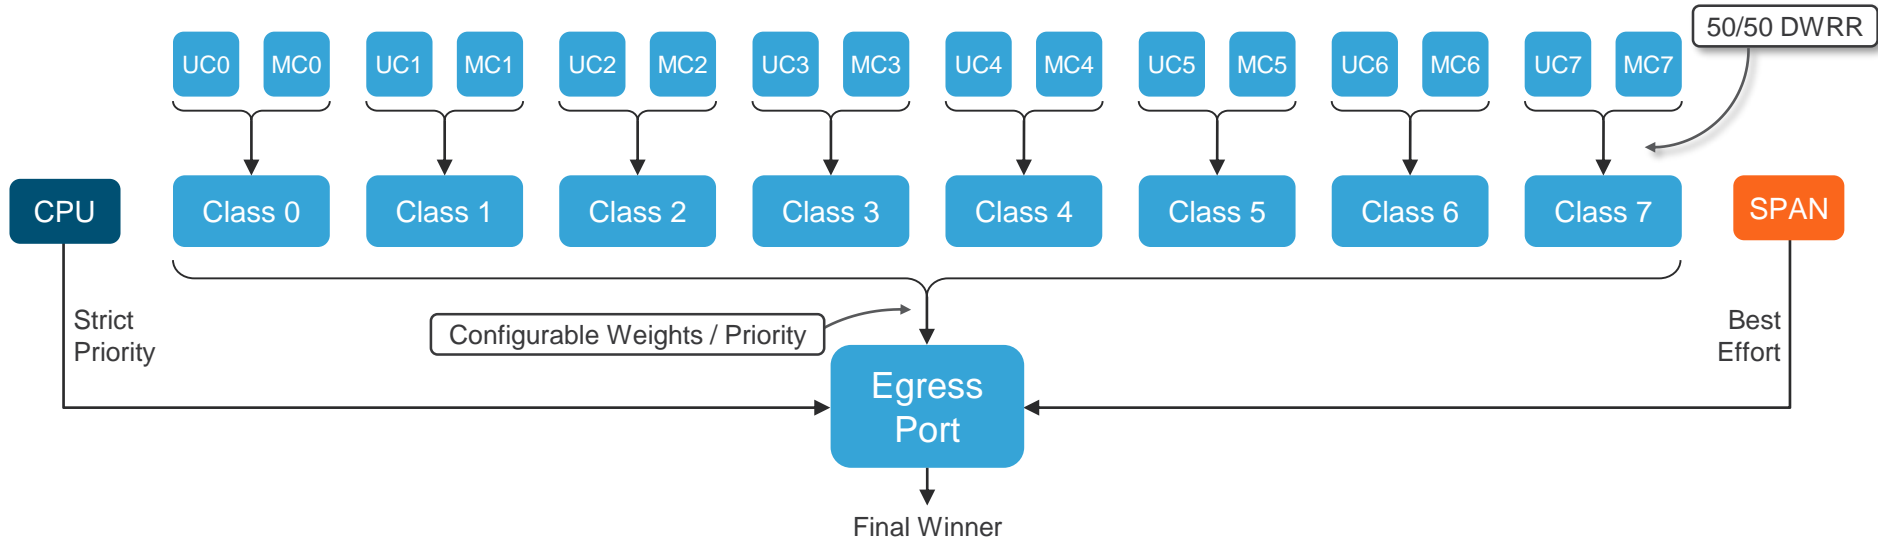 50/50 DWRR
UC0 MC0 UC1 MC1 UC2 MC2 UC3 MC3 UC4 MC4 UC5 MC5 UC6 MC6 UC7 MC7
CPU Class 0 Class 1 Class 2 Class 3 Class 4 Class 5 Class 6 Class 7 SPAN
Strict
Priority
Configurable Weights / Priority
Best
Effort
Egress
Port
Final Winner